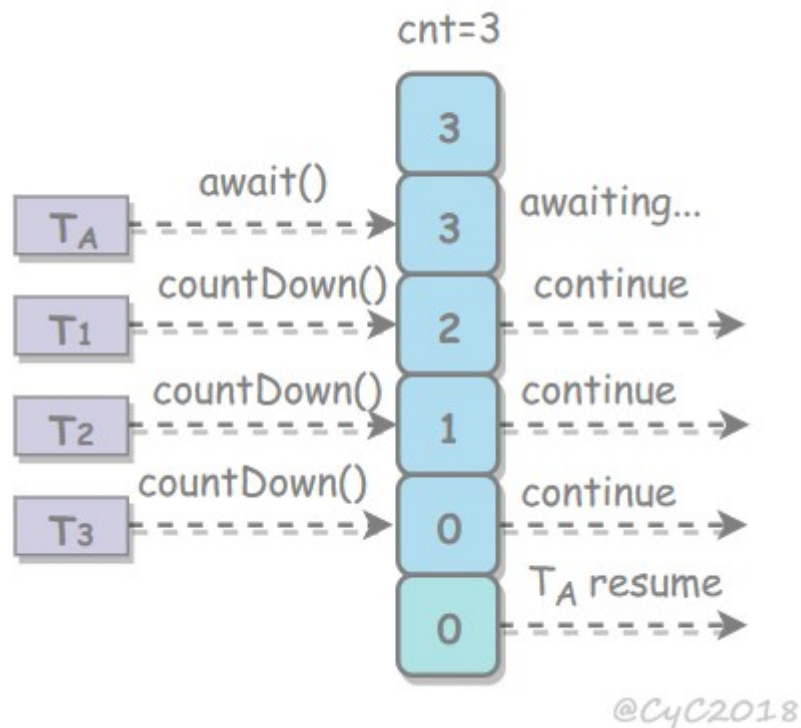 cnt=3
3
await()
TA
3
awaiting...
countDown()
continue
T1
2
countDown()
continue
T2
1
countDown()
continue
T3
0
TA resume
0
@CyC2018